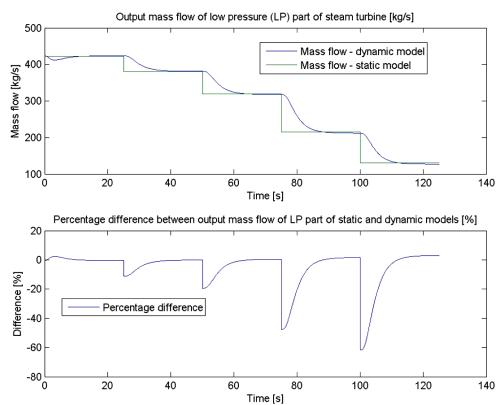 Output mass flow of low pressure (LP) part of steam turbine [kg/s]
500
400
300
200
100
Mass flow [kg/s]
Mass flow - dynamic model
Mass flow - static model
0 20 40 60 80 100 120 140
Time [s]
Percentage difference between output mass flow of LP part of static and dynamic models [%]
20
0
-20
-40
-60
-80
Difference [%]
Percentage difference
0 20 40 60 80 100 120 140
Time [s]